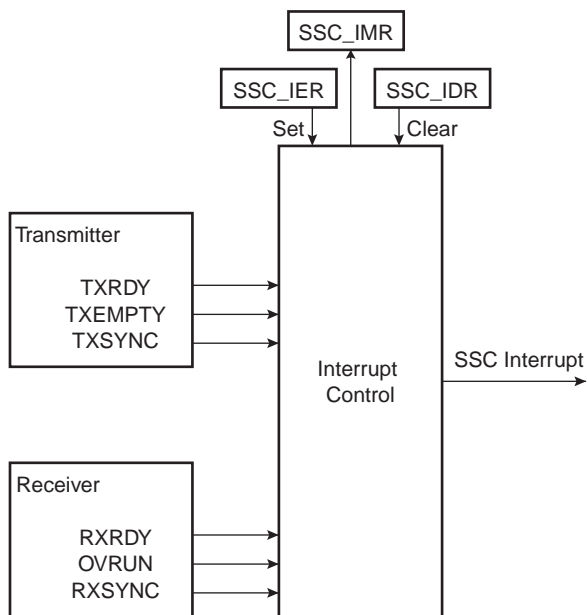 SSC_IMR
SSC_IER
SSC_IDR
Set
Clear
Transmitter
TXRDY
TXEMPTY
TXSYNC
Interrupt
Control
SSC Interrupt
Receiver
RXRDY
OVRUN
RXSYNC